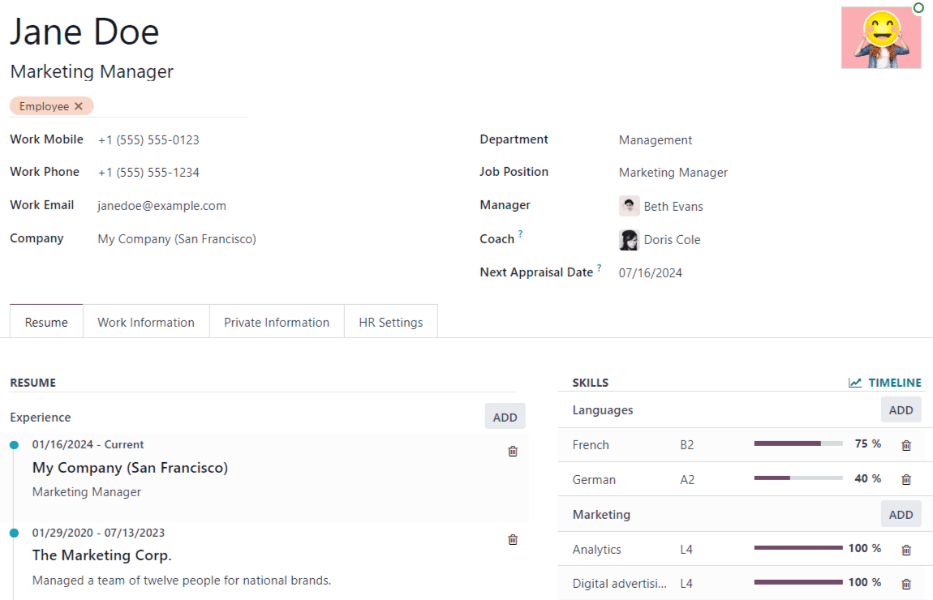 Jane Doe
Marketing Manager
Employee ✕
Work Mobile +1 (555) 555-0123
Work Phone +1 (555) 555-1234
Work Email janedoe@example.com
Company My Company (San Francisco)
Department Management
Job Position Marketing Manager
Manager Beth Evans
Coach ? Doris Cole
Next Appraisal Date ? 07/16/2024
Resume Work Information Private Information HR Settings
RESUME
Experience ADD
01/16/2024 - Current
My Company (San Francisco)
Marketing Manager
01/29/2020 - 07/13/2023
The Marketing Corp.
Managed a team of twelve people for national brands.
SKILLS TIMELINE
Languages ADD
French B2 75 %
German A2 40 %
Marketing ADD
Analytics L4 100 %
Digital advertisi... L4 100 %